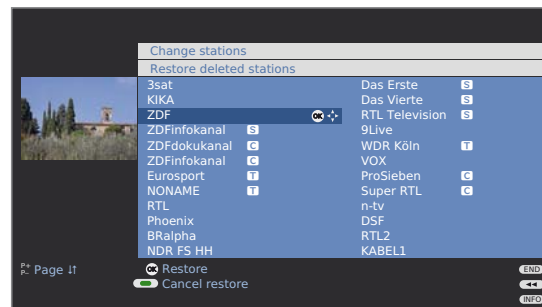 Change stations
Restore deleted stations
3sat
KIKA
ZDF OK
ZDFinfokanal S
ZDFdokukanal C
ZDFinfokanal C
Eurosport T
NONAME T
RTL
Phoenix
BRalpha
NDR FS HH
Das Erste S
Das Vierte S
RTL Television S
9Live
WDR Köln T
VOX
ProSieben C
Super RTL C
n-tv
DSF
RTL2
KABEL1
P+
P- Page
OK Restore
Cancel restore
END
INFO